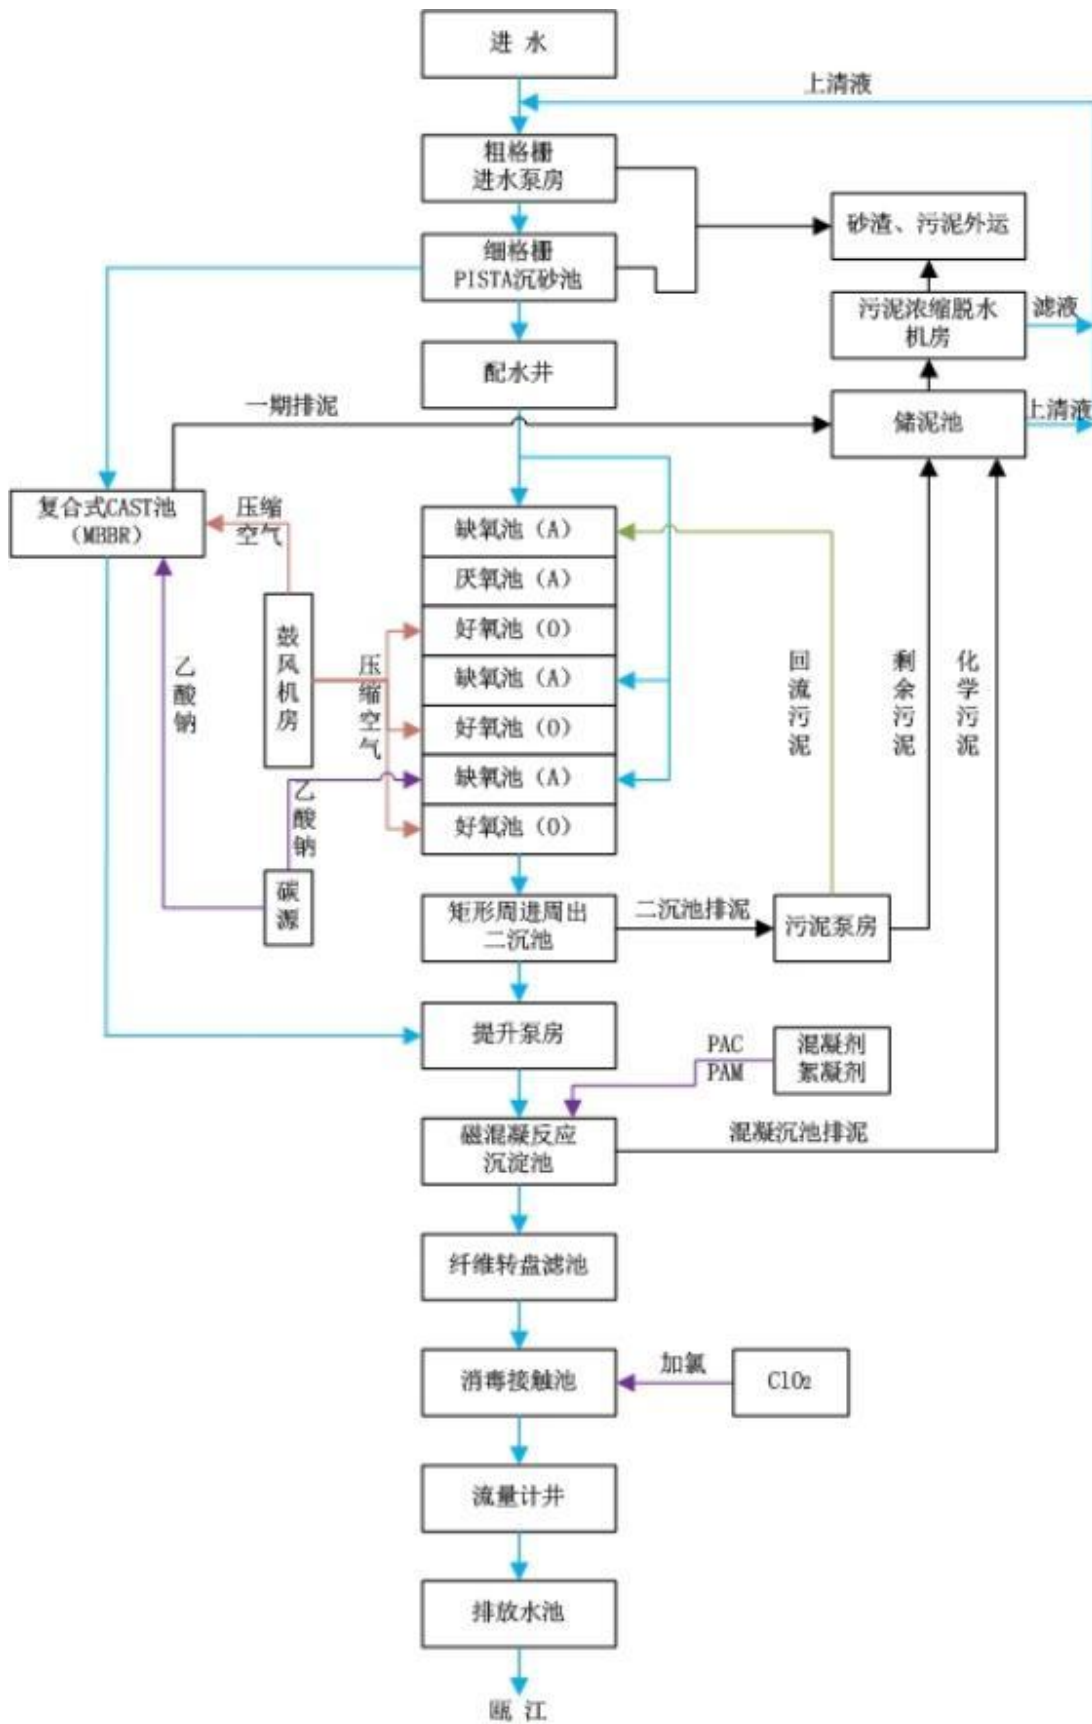 进 水
上清液
粗格栅
进水泵房
砂渣、污泥外运
细格栅
PISTA沉砂池
污泥浓缩脱水
机房
滤液
配水井
一期排泥
储泥池
上清液
复合式CAST池
（MBBR）
压缩
空气
缺氧池（A）
厌氧池（A）
好氧池（O）
缺氧池（A）
好氧池（O）
缺氧池（A）
好氧池（O）
鼓风机房
压缩空气
乙酸钠
乙酸钠
碳源
回流污泥
剩余污泥
化学污泥
矩形周进周出
二沉池
二沉池排泥
污泥泵房
提升泵房
PAC
PAM
混凝剂
絮凝剂
磁混凝反应
沉淀池
混凝沉池排泥
纤维转盘滤池
消毒接触池
加氯
ClO₂
流量计井
排放水池
瓯 江